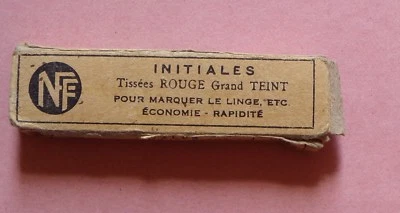 NF
INITIALES
Tissées ROUGE Grand TEINT
POUR MARQUER LE LINGE, ETC.
ÉCONOMIE - RAPIDITÉ